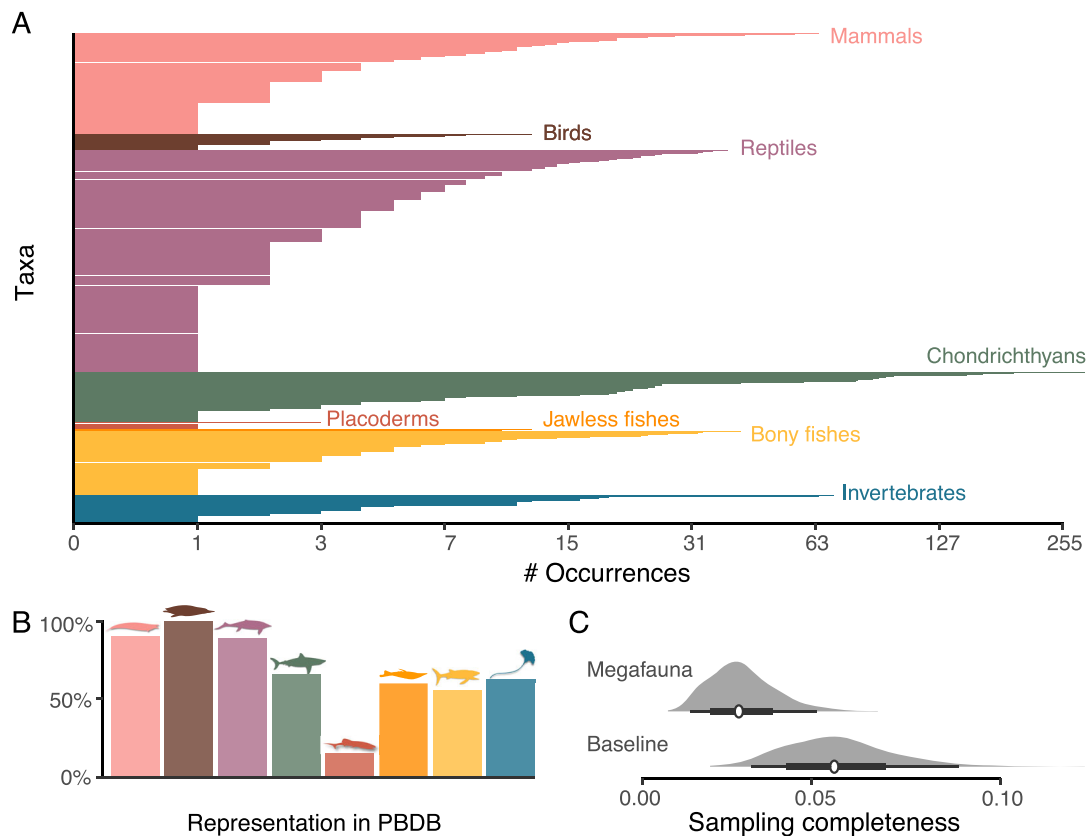 A
Mammals
Birds
Reptiles
Taxa
Chondrichthyans
Placoderms
Jawless fishes
Bony fishes
Invertebrates
0 1 3 7 15 31 63 127 255
# Occurrences
B
100%
50%
0%
Representation in PBDB
C
Megafauna
Baseline
0.00 0.05 0.10
Sampling completeness